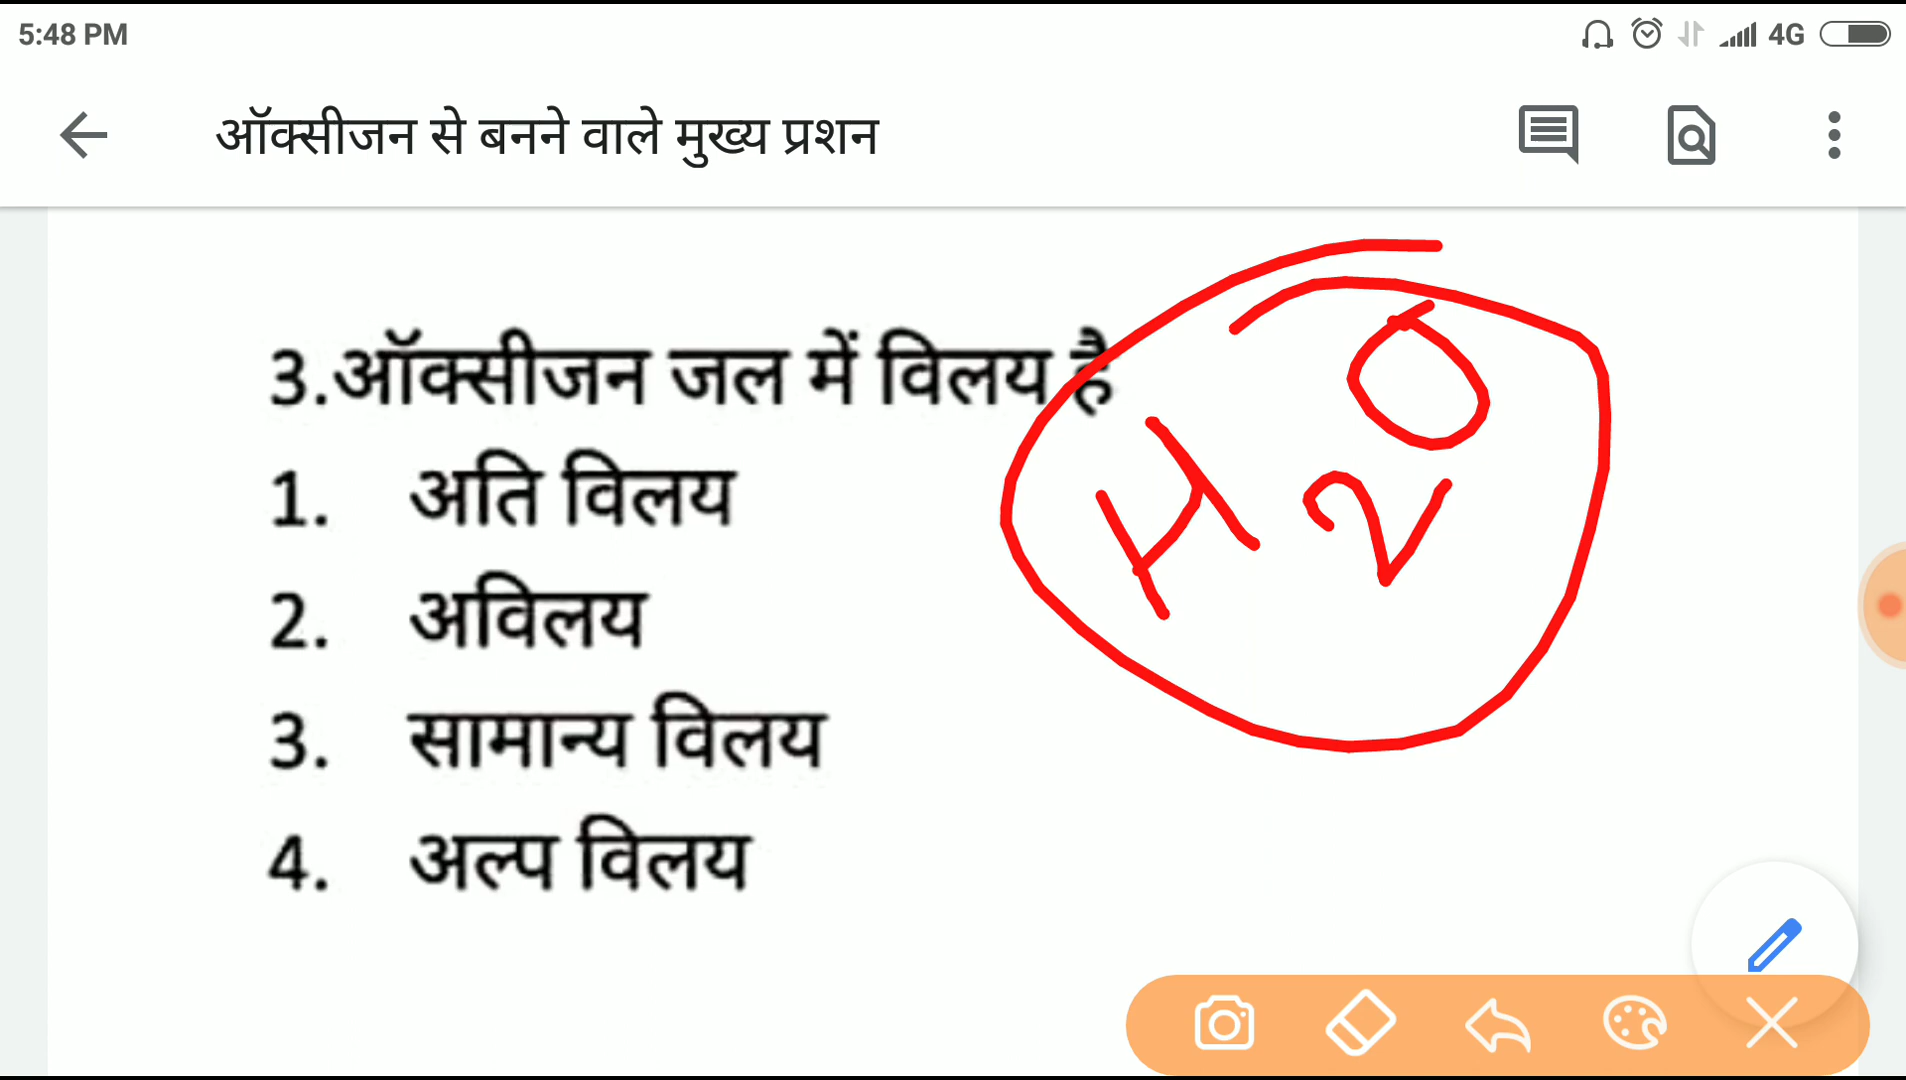 5:48 PM
4G
ऑक्सीजन से बनने वाले मुख्य प्रशन
3.ऑक्सीजन जल में विलय है
1. अति विलय
2. अविलय
3. सामान्य विलय
4. अल्प विलय
H2O